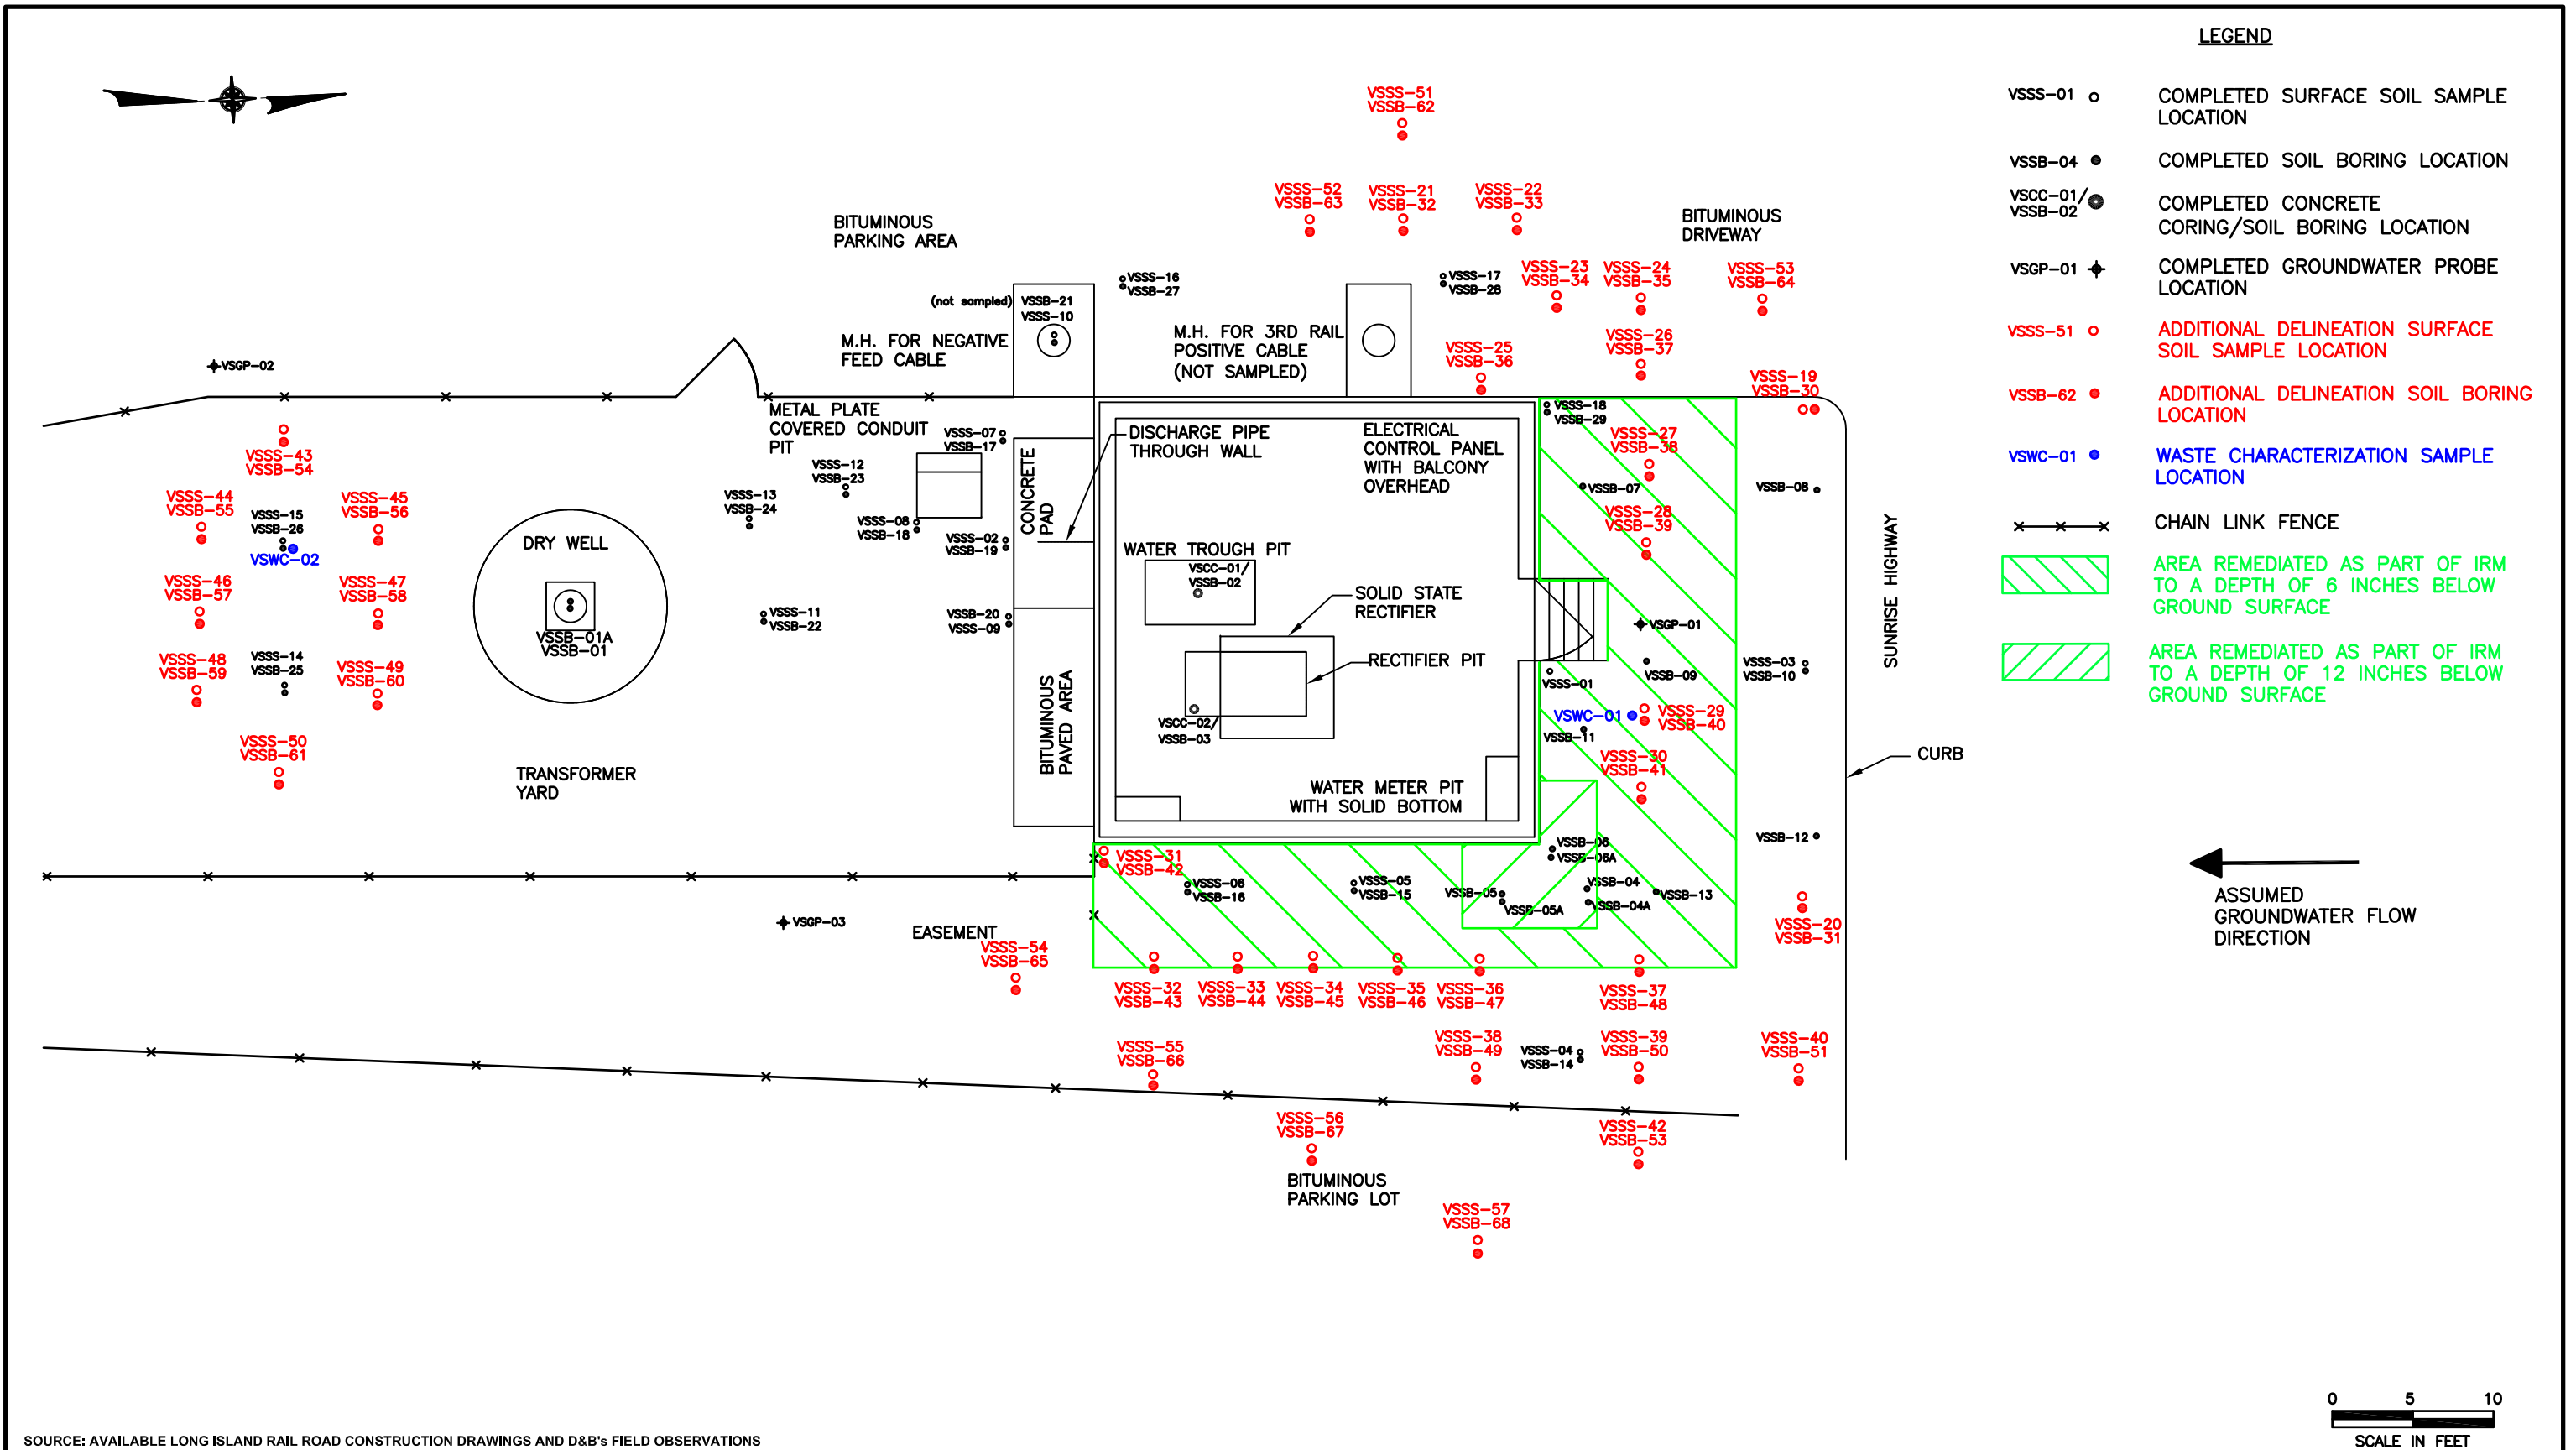 LEGEND
VSSS-01
COMPLETED SURFACE SOIL SAMPLE
LOCATION
VSSB-04
COMPLETED SOIL BORING LOCATION
VSCC-01/
VSSB-02
COMPLETED CONCRETE
CORING/SOIL BORING LOCATION
VSGP-01
COMPLETED GROUNDWATER PROBE
LOCATION
VSSS-51
ADDITIONAL DELINEATION SURFACE
SOIL SAMPLE LOCATION
VSSB-62
ADDITIONAL DELINEATION SOIL BORING
LOCATION
VSWC-01
WASTE CHARACTERIZATION SAMPLE
LOCATION
CHAIN LINK FENCE
AREA REMEDIATED AS PART OF IRM
TO A DEPTH OF 6 INCHES BELOW
GROUND SURFACE
AREA REMEDIATED AS PART OF IRM
TO A DEPTH OF 12 INCHES BELOW
GROUND SURFACE
VSSS-51
VSSB-62
VSSS-52
VSSB-63
VSSS-21
VSSB-32
VSSS-22
VSSB-33
BITUMINOUS
PARKING AREA
BITUMINOUS
DRIVEWAY
VSSS-16
VSSB-27
VSSS-17
VSSB-28
VSSS-23
VSSB-34
VSSS-24
VSSB-35
VSSS-53
VSSB-64
(not sampled)
VSSB-21
VSSS-10
M.H. FOR NEGATIVE
FEED CABLE
M.H. FOR 3RD RAIL
POSITIVE CABLE
(NOT SAMPLED)
VSSS-25
VSSB-36
VSSS-26
VSSB-37
VSSS-19
VSSB-30
VSGP-02
METAL PLATE
COVERED CONDUIT
PIT
VSSS-07
VSSB-17
VSSS-12
VSSB-23
VSSS-13
VSSB-24
VSSS-08
VSSB-18
VSSS-02
VSSB-19
CONCRETE
PAD
DISCHARGE PIPE
THROUGH WALL
ELECTRICAL
CONTROL PANEL
WITH BALCONY
OVERHEAD
VSSS-18
VSSB-29
VSSS-27
VSSB-38
VSSB-07
VSSB-08
VSSS-28
VSSB-39
SUNRISE HIGHWAY
VSSS-43
VSSB-54
VSSS-44
VSSB-55
VSSS-15
VSSB-26
VSWC-02
VSSS-45
VSSB-56
VSSS-46
VSSB-57
VSSS-47
VSSB-58
VSSS-48
VSSB-59
VSSS-14
VSSB-25
VSSS-49
VSSB-60
VSSS-50
VSSB-61
DRY WELL
VSSB-01A
VSSB-01
TRANSFORMER
YARD
VSSS-11
VSSB-22
VSSB-20
VSSS-09
BITUMINOUS
PAVED AREA
WATER TROUGH PIT
VSCC-01/
VSSB-02
SOLID STATE
RECTIFIER
RECTIFIER PIT
VSCC-02/
VSSB-03
WATER METER PIT
WITH SOLID BOTTOM
VSGP-01
VSSS-01
VSSB-09
VSSS-03
VSSB-10
VSWC-01
VSSS-29
VSSB-40
VSSB-11
VSSS-30
VSSB-41
CURB
VSSB-12
VSSB-06
VSSB-06A
VSSB-04
VSSB-04A
VSSB-05
VSSB-05A
VSSB-13
VSSS-31
VSSB-42
VSSS-06
VSSB-16
VSSS-05
VSSB-15
VSSS-20
VSSB-31
VSGP-03
EASEMENT
VSSS-54
VSSB-65
VSSS-32
VSSB-43
VSSS-33
VSSB-44
VSSS-34
VSSB-45
VSSS-35
VSSB-46
VSSS-36
VSSB-47
VSSS-37
VSSB-48
VSSS-55
VSSB-66
VSSS-38
VSSB-49
VSSS-04
VSSB-14
VSSS-39
VSSB-50
VSSS-40
VSSB-51
VSSS-56
VSSB-67
VSSS-42
VSSB-53
BITUMINOUS
PARKING LOT
VSSS-57
VSSB-68
ASSUMED
GROUNDWATER FLOW
DIRECTION
0 5 10
SCALE IN FEET
SOURCE: AVAILABLE LONG ISLAND RAIL ROAD CONSTRUCTION DRAWINGS AND D&B's FIELD OBSERVATIONS